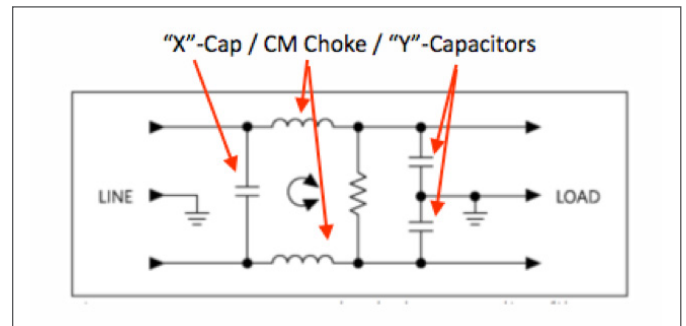 “X”-Cap / CM Choke / “Y”-Capacitors
LINE
LOAD